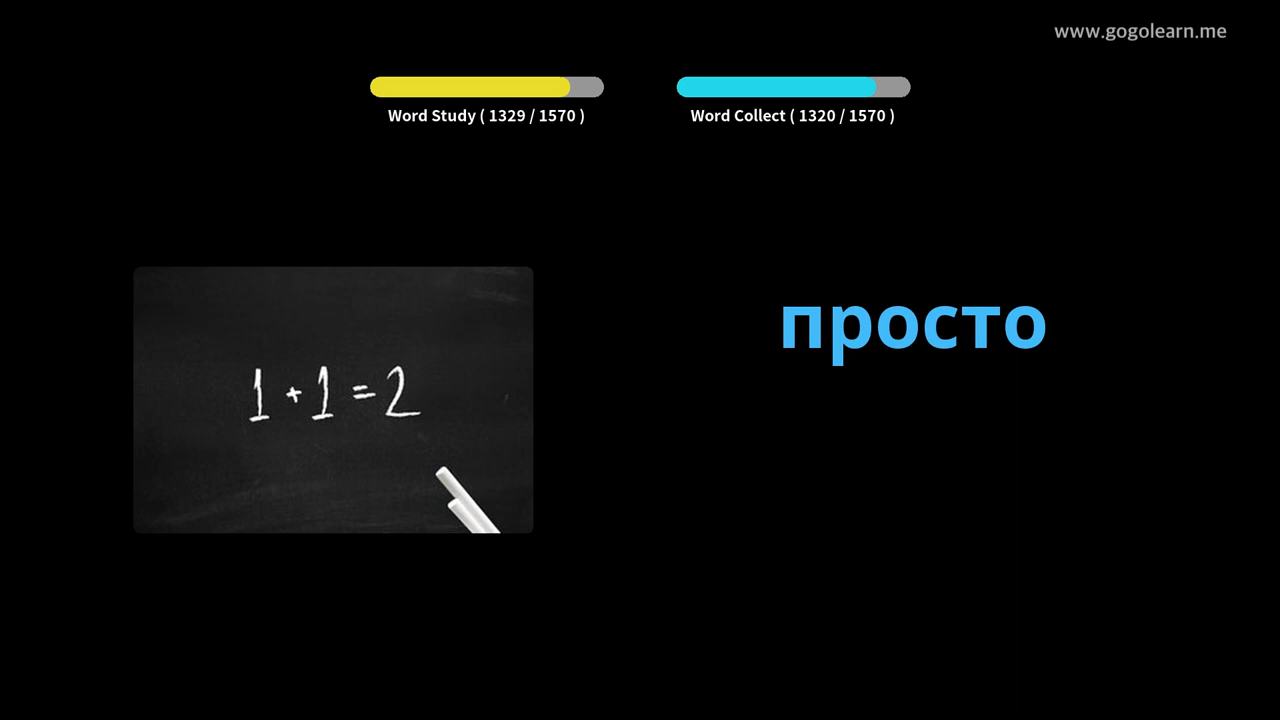 www.gogolearn.me
Word Study ( 1329 / 1570 )
Word Collect ( 1320 / 1570 )
просто
1 + 1 = 2